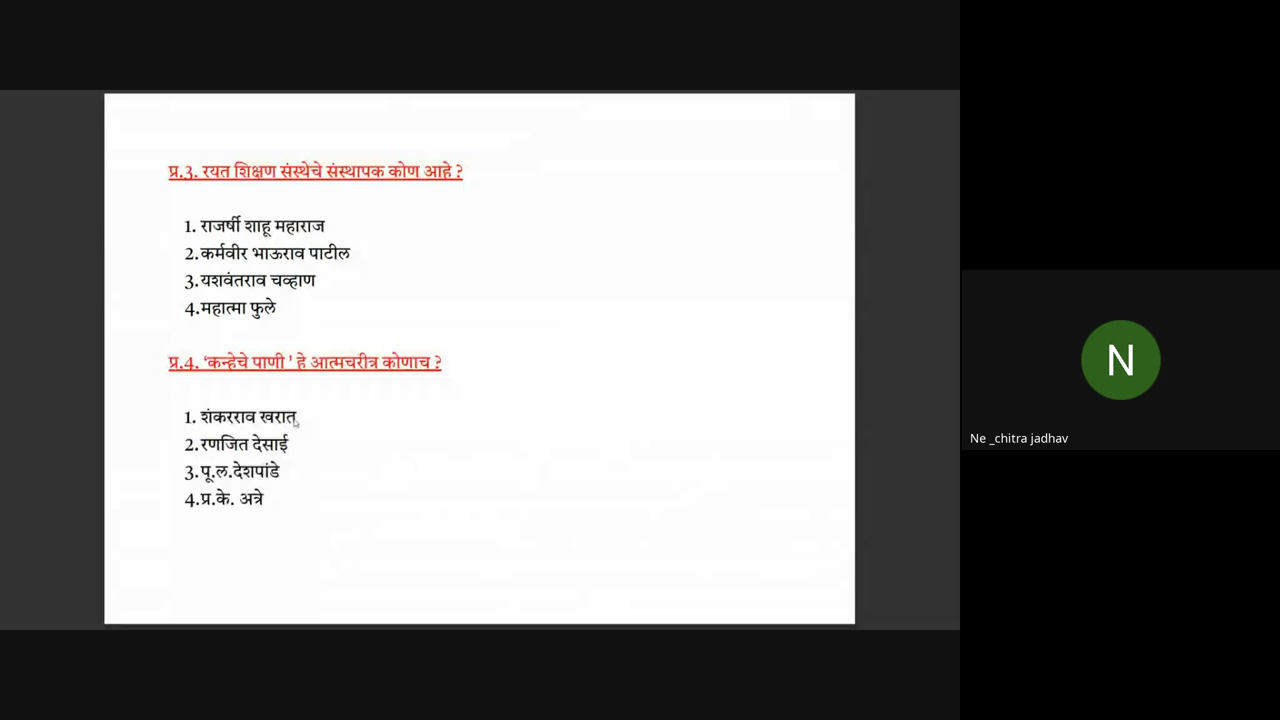 प्र.3. रयत शिक्षण संस्थेचे संस्थापक कोण आहे ?
1. राजर्षी शाहू महाराज
2. कर्मवीर भाऊराव पाटील
3. यशवंतराव चव्हाण
4. महात्मा फुले
प्र.4. ‘कऱ्हेचे पाणी ' हे आत्मचरीत्र कोणाच ?
1. शंकरराव खरात
2. रणजित देसाई
3. पू.ल.देशपांडे
4. प्र.के. अत्रे
N
Ne _chitra jadhav